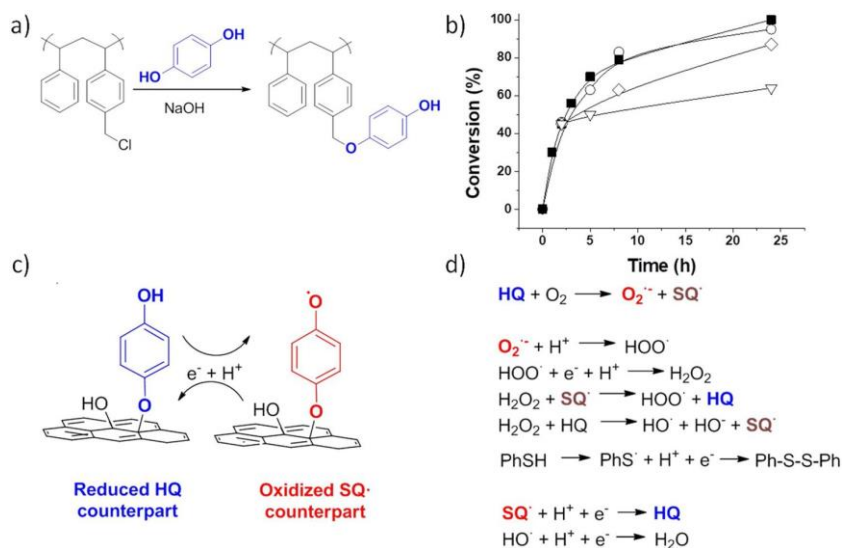 a)
HO
OH
NaOH
Cl
O
OH
b)
Conversion (%)
100
80
60
40
20
0
0 5 10 15 20 25
Time (h)
c)
OH
O
HO
e⁻ + H⁺
Ȯ
O
HO
Reduced HQ
counterpart
Oxidized SQ·
counterpart
d)
HQ + O₂ → O₂·⁻ + SQ·
O₂·⁻ + H⁺ → HOO·
HOO· + e⁻ + H⁺ → H₂O₂
H₂O₂ + SQ· → HOO· + HQ
H₂O₂ + HQ → HO· + HO⁻ + SQ·
PhSH → PhS· + H⁺ + e⁻ → Ph-S-S-Ph
SQ· + H⁺ + e⁻ → HQ
HO· + H⁺ + e⁻ → H₂O